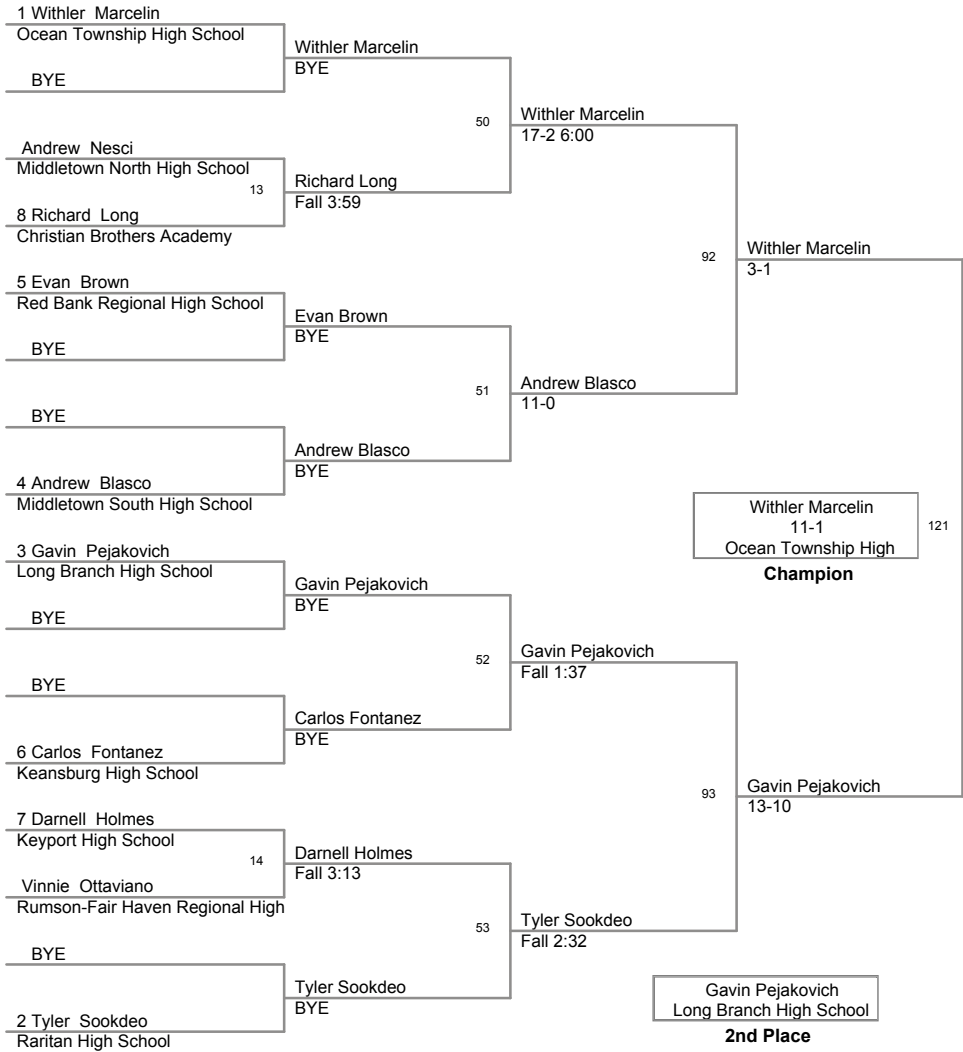 1 Withler Marcelin
Ocean Township High School
BYE
Andrew Nesci
Middletown North High School
13
8 Richard Long
Christian Brothers Academy
5 Evan Brown
Red Bank Regional High School
BYE
BYE
4 Andrew Blasco
Middletown South High School
3 Gavin Pejakovich
Long Branch High School
BYE
BYE
6 Carlos Fontanez
Keansburg High School
7 Darnell Holmes
Keyport High School
14
Vinnie Ottaviano
Rumson-Fair Haven Regional High
BYE
2 Tyler Sookdeo
Raritan High School
Withler Marcelin
BYE
50
Richard Long
Fall 3:59
Evan Brown
BYE
51
Andrew Blasco
BYE
Gavin Pejakovich
BYE
52
Carlos Fontanez
BYE
Darnell Holmes
Fall 3:13
53
Tyler Sookdeo
BYE
Withler Marcelin
17-2 6:00
92
Andrew Blasco
11-0
Gavin Pejakovich
Fall 1:37
93
Tyler Sookdeo
Fall 2:32
Withler Marcelin
3-1
Gavin Pejakovich
13-10
121
Withler Marcelin
11-1
Ocean Township High
Champion
Gavin Pejakovich
Long Branch High School
2nd Place